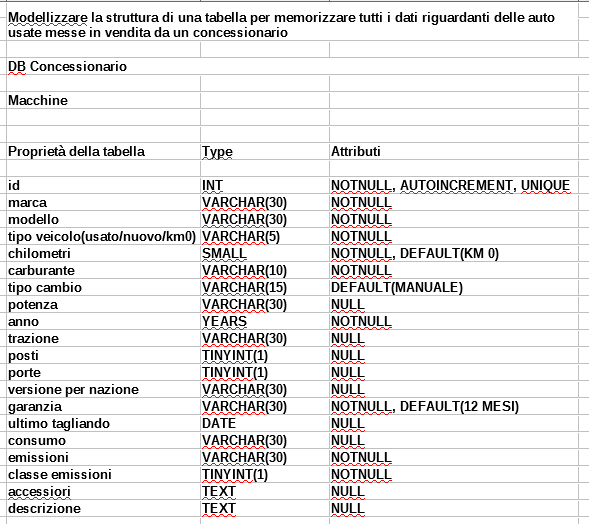 Modellizzare la struttura di una tabella per memorizzare tutti i dati riguardanti delle auto
usate messe in vendita da un concessionario
DB Concessionario
Macchine
Proprietà della tabella Type Attributi
id INT NOTNULL, AUTOINCREMENT, UNIQUE
marca VARCHAR(30) NOTNULL
modello VARCHAR(30) NOTNULL
tipo veicolo(usato/nuovo/km0) VARCHAR(5) NOTNULL
chilometri SMALL NOTNULL, DEFAULT(KM 0)
carburante VARCHAR(10) NOTNULL
tipo cambio VARCHAR(15) DEFAULT(MANUALE)
potenza VARCHAR(30) NULL
anno YEARS NOTNULL
trazione VARCHAR(30) NULL
posti TINYINT(1) NULL
porte TINYINT(1) NULL
versione per nazione VARCHAR(30) NULL
garanzia VARCHAR(30) NOTNULL, DEFAULT(12 MESI)
ultimo tagliando DATE NULL
consumo VARCHAR(30) NULL
emissioni VARCHAR(30) NOTNULL
classe emissioni TINYINT(1) NOTNULL
accessiori TEXT NULL
descrizione TEXT NULL